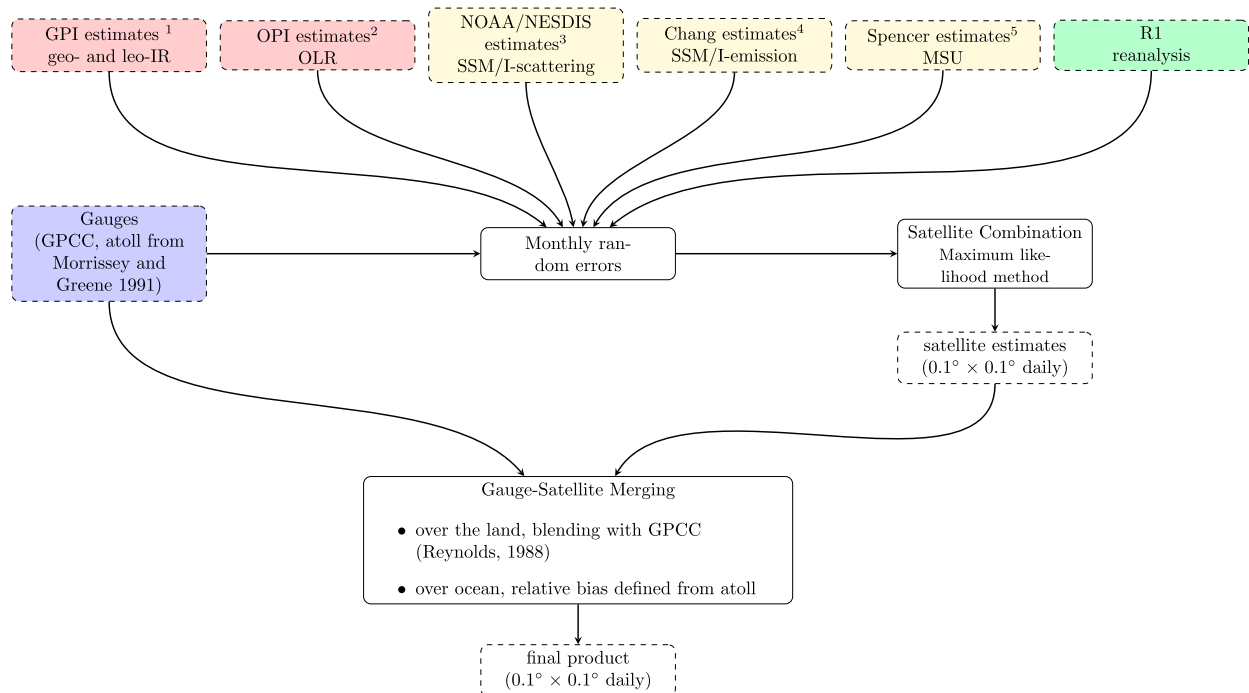 GPI estimates ¹
geo- and leo-IR
OPI estimates²
OLR
NOAA/NESDIS
estimates³
SSM/I-scattering
Chang estimates⁴
SSM/I-emission
Spencer estimates⁵
MSU
R1
reanalysis
Gauges
(GPCC, atoll from
Morrissey and
Greene 1991)
Monthly ran-
dom errors
Satellite Combination
Maximum like-
lihood method
satellite estimates
(0.1° × 0.1° daily)
Gauge-Satellite Merging
• over the land, blending with GPCC
(Reynolds, 1988)
• over ocean, relative bias defined from atoll
final product
(0.1° × 0.1° daily)